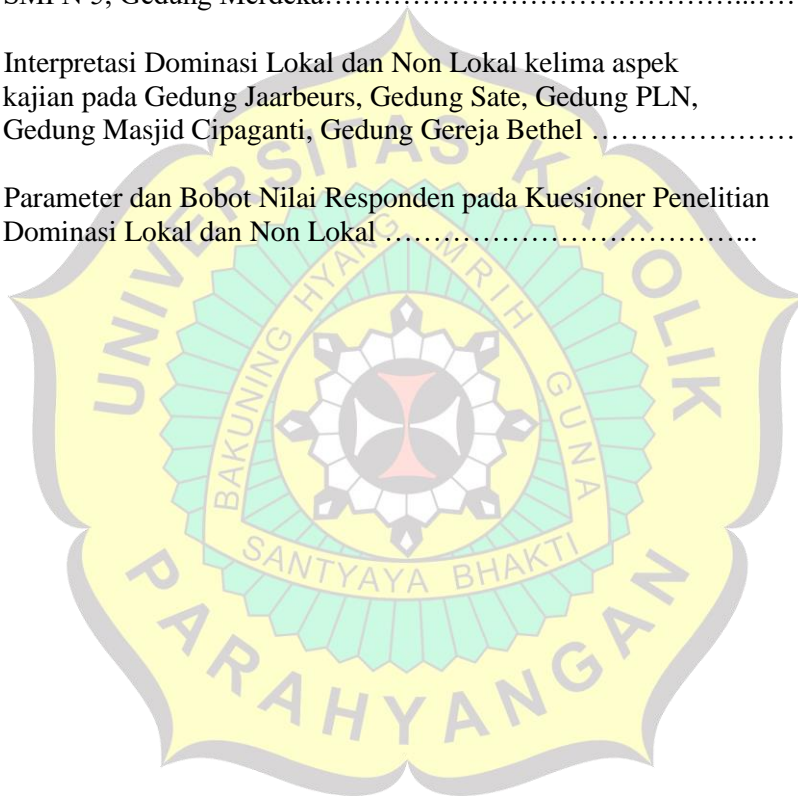 SMPN 5, Gedung Merdeka…………………………………...……
Interpretasi Dominasi Lokal dan Non Lokal kelima aspek
kajian pada Gedung Jaarbeurs, Gedung Sate, Gedung PLN,
Gedung Masjid Cipaganti, Gedung Gereja Bethel …………………
Parameter dan Bobot Nilai Responden pada Kuesioner Penelitian
Dominasi Lokal dan Non Lokal …………………………………...
UNIVERSITAS KATOLIK
BAKUNING HYANG MRIH GUNA
SANTYAYA BHAKTI
PARAHYANGAN